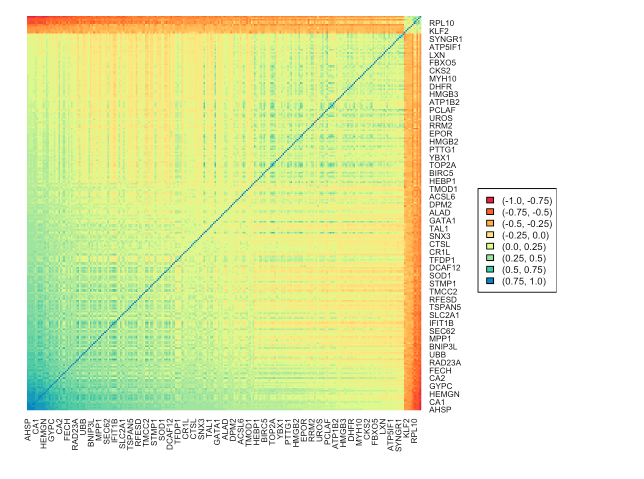 RPL10
KLF2
SYNGR1
ATP5IF1
LXN
FBXO5
CKS2
MYH10
DHFR
HMGB3
ATP1B2
PCLAF
UROS
RRM2
EPOR
HMGB2
PTTG1
YBX1
TOP2A
BIRC5
HEBP1
TMOD1
ACSL6
DPM2
ALAD
GATA1
TAL1
SNX3
CTSL
CR1L
TFDP1
DCAF12
SOD1
STMP1
TMCC2
RFESD
TSPAN5
SLC2A1
IFIT1B
SEC62
MPP1
BNIP3L
UBB
RAD23A
FECH
CA2
GYPC
HEMGN
CA1
AHSP
(-1.0, -0.75)
(-0.75, -0.5)
(-0.5, -0.25)
(-0.25, 0.0)
(0.0, 0.25)
(0.25, 0.5)
(0.5, 0.75)
(0.75, 1.0)
AHSP
CA1
HEMGN
GYPC
CA2
FECH
RAD23A
UBB
BNIP3L
MPP1
SEC62
IFIT1B
SLC2A1
TSPAN5
RFESD
TMCC2
STMP1
SOD1
DCAF12
TFDP1
CR1L
CTSL
SNX3
TAL1
GATA1
ALAD
DPM2
ACSL6
TMOD1
HEBP1
BIRC5
TOP2A
YBX1
PTTG1
HMGB2
EPOR
RRM2
UROS
PCLAF
ATP1B2
HMGB3
DHFR
MYH10
CKS2
FBXO5
LXN
ATP5IF1
SYNGR1
KLF2
RPL10